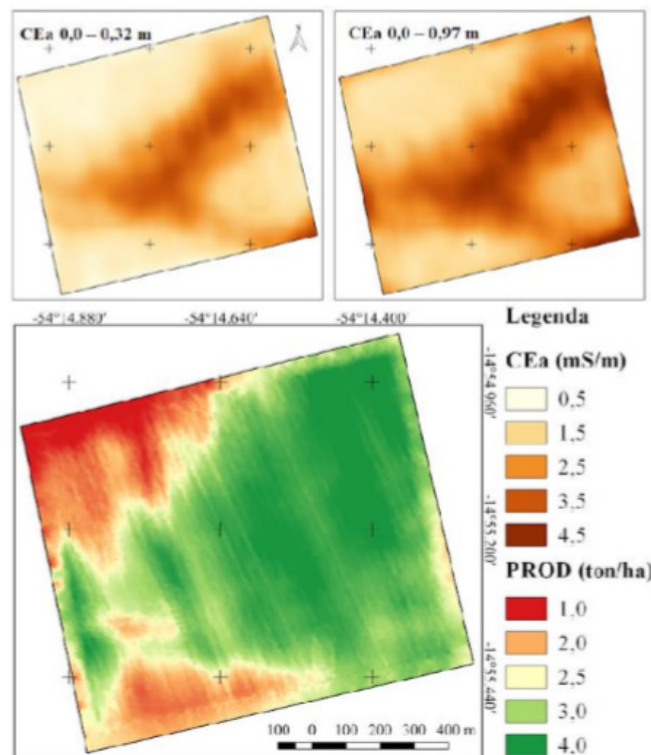 CEa 0,0 – 0,32 m
CEa 0,0 – 0,97 m
-54°14.880'
-54°14.640'
-54°14.400'
-14°54.960'
-14°55.200'
-14°55.440'
Legenda
CEa (mS/m)
0,5
1,5
2,5
3,5
4,5
PROD (ton/ha)
1,0
2,0
2,5
3,0
4,0
100 0 100 200 300 400 m